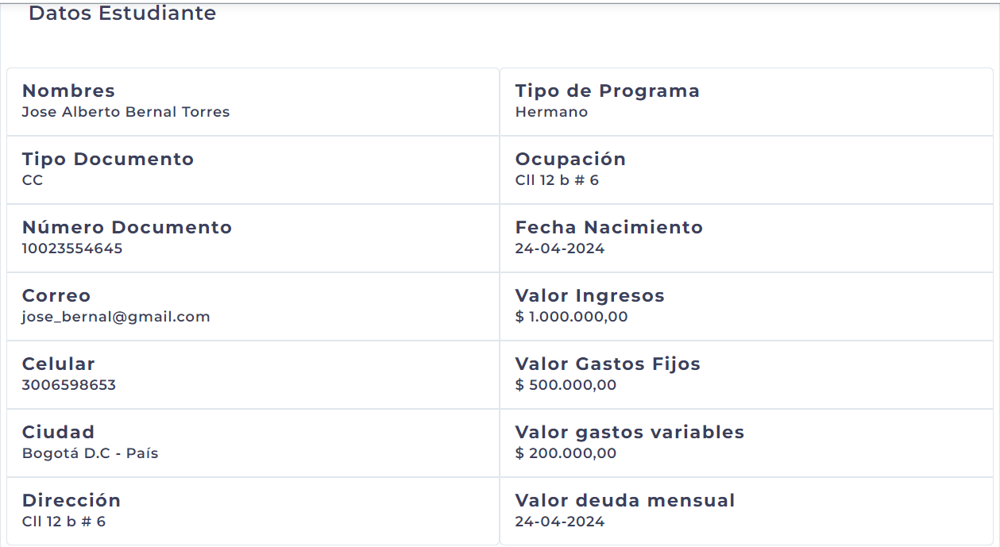 Datos Estudiante
Nombres
Jose Alberto Bernal Torres
Tipo de Programa
Hermano
Tipo Documento
CC
Ocupación
Cll 12 b # 6
Número Documento
10023554645
Fecha Nacimiento
24-04-2024
Correo
jose_bernal@gmail.com
Valor Ingresos
$ 1.000.000,00
Celular
3006598653
Valor Gastos Fijos
$ 500.000,00
Ciudad
Bogotá D.C - País
Valor gastos variables
$ 200.000,00
Dirección
Cll 12 b # 6
Valor deuda mensual
24-04-2024